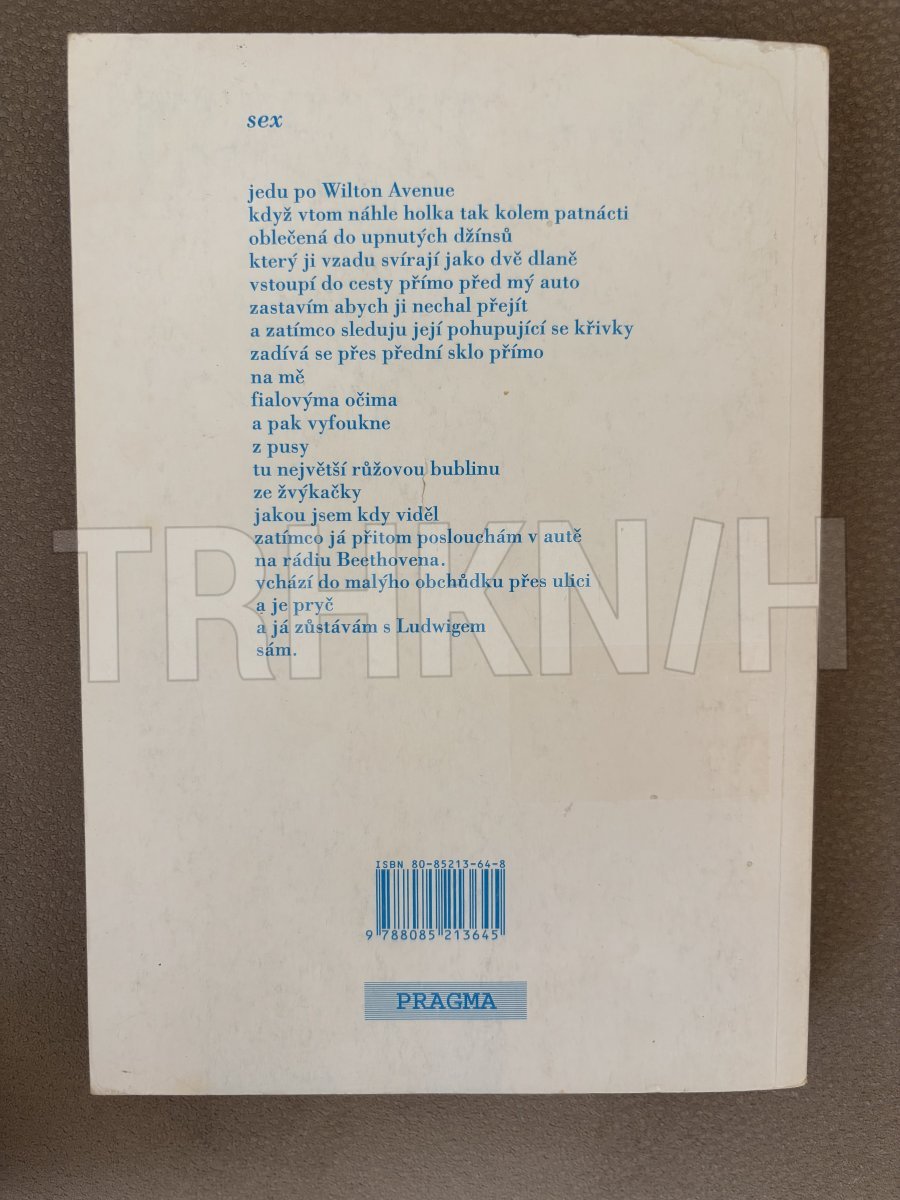 sex
jedu po Wilton Avenue
když vtom náhle holka tak kolem patnácti
oblečená do upnutých džínsů
který ji vzadu svírají jako dvě dlaně
vstoupí do cesty přímo před mý auto
zastavím abych ji nechal přejít
a zatímco sleduju její pohupující se křivky
zadívá se přes přední sklo přímo
na mě
fialovýma očima
a pak vyfoukne
z pusy
tu největší růžovou bublinu
ze žvýkačky
jakou jsem kdy viděl
zatímco já přitom poslouchám v autě
na rádiu Beethovena.
vchází do malýho obchůdku přes ulici
a je pryč
a já zůstávám s Ludwigem
sám.
TRHKN/H
ISBN 80-85213-64-8
9 788085 213645
PRAGMA